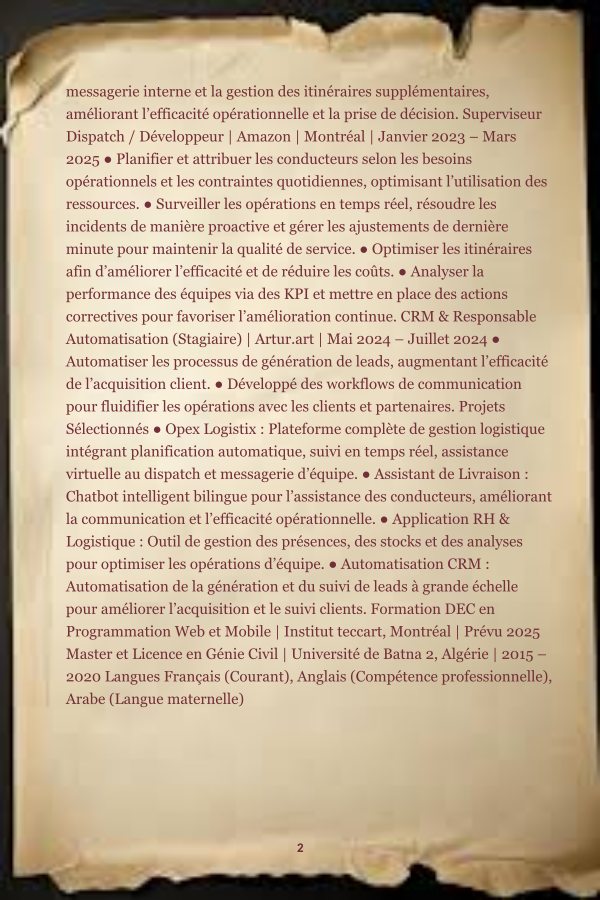 messagerie interne et la gestion des itinéraires supplémentaires,
améliorant l’efficacité opérationnelle et la prise de décision. Superviseur
Dispatch / Développeur | Amazon | Montréal | Janvier 2023 – Mars
2025 ● Planifier et attribuer les conducteurs selon les besoins
opérationnels et les contraintes quotidiennes, optimisant l’utilisation des
ressources. ● Surveiller les opérations en temps réel, résoudre les
incidents de manière proactive et gérer les ajustements de dernière
minute pour maintenir la qualité de service. ● Optimiser les itinéraires
afin d’améliorer l’efficacité et de réduire les coûts. ● Analyser la
performance des équipes via des KPI et mettre en place des actions
correctives pour favoriser l’amélioration continue. CRM & Responsable
Automatisation (Stagiaire) | Artur.art | Mai 2024 – Juillet 2024 ●
Automatiser les processus de génération de leads, augmentant l’efficacité
de l’acquisition client. ● Développé des workflows de communication
pour fluidifier les opérations avec les clients et partenaires. Projets
Sélectionnés ● Opex Logistix : Plateforme complète de gestion logistique
intégrant planification automatique, suivi en temps réel, assistance
virtuelle au dispatch et messagerie d’équipe. ● Assistant de Livraison :
Chatbot intelligent bilingue pour l’assistance des conducteurs, améliorant
la communication et l’efficacité opérationnelle. ● Application RH &
Logistique : Outil de gestion des présences, des stocks et des analyses
pour optimiser les opérations d’équipe. ● Automatisation CRM :
Automatisation de la génération et du suivi de leads à grande échelle
pour améliorer l’acquisition et le suivi clients. Formation DEC en
Programmation Web et Mobile | Institut teccart, Montréal | Prévu 2025
Master et Licence en Génie Civil | Université de Batna 2, Algérie | 2015 –
2020 Langues Français (Courant), Anglais (Compétence professionnelle),
Arabe (Langue maternelle)
2